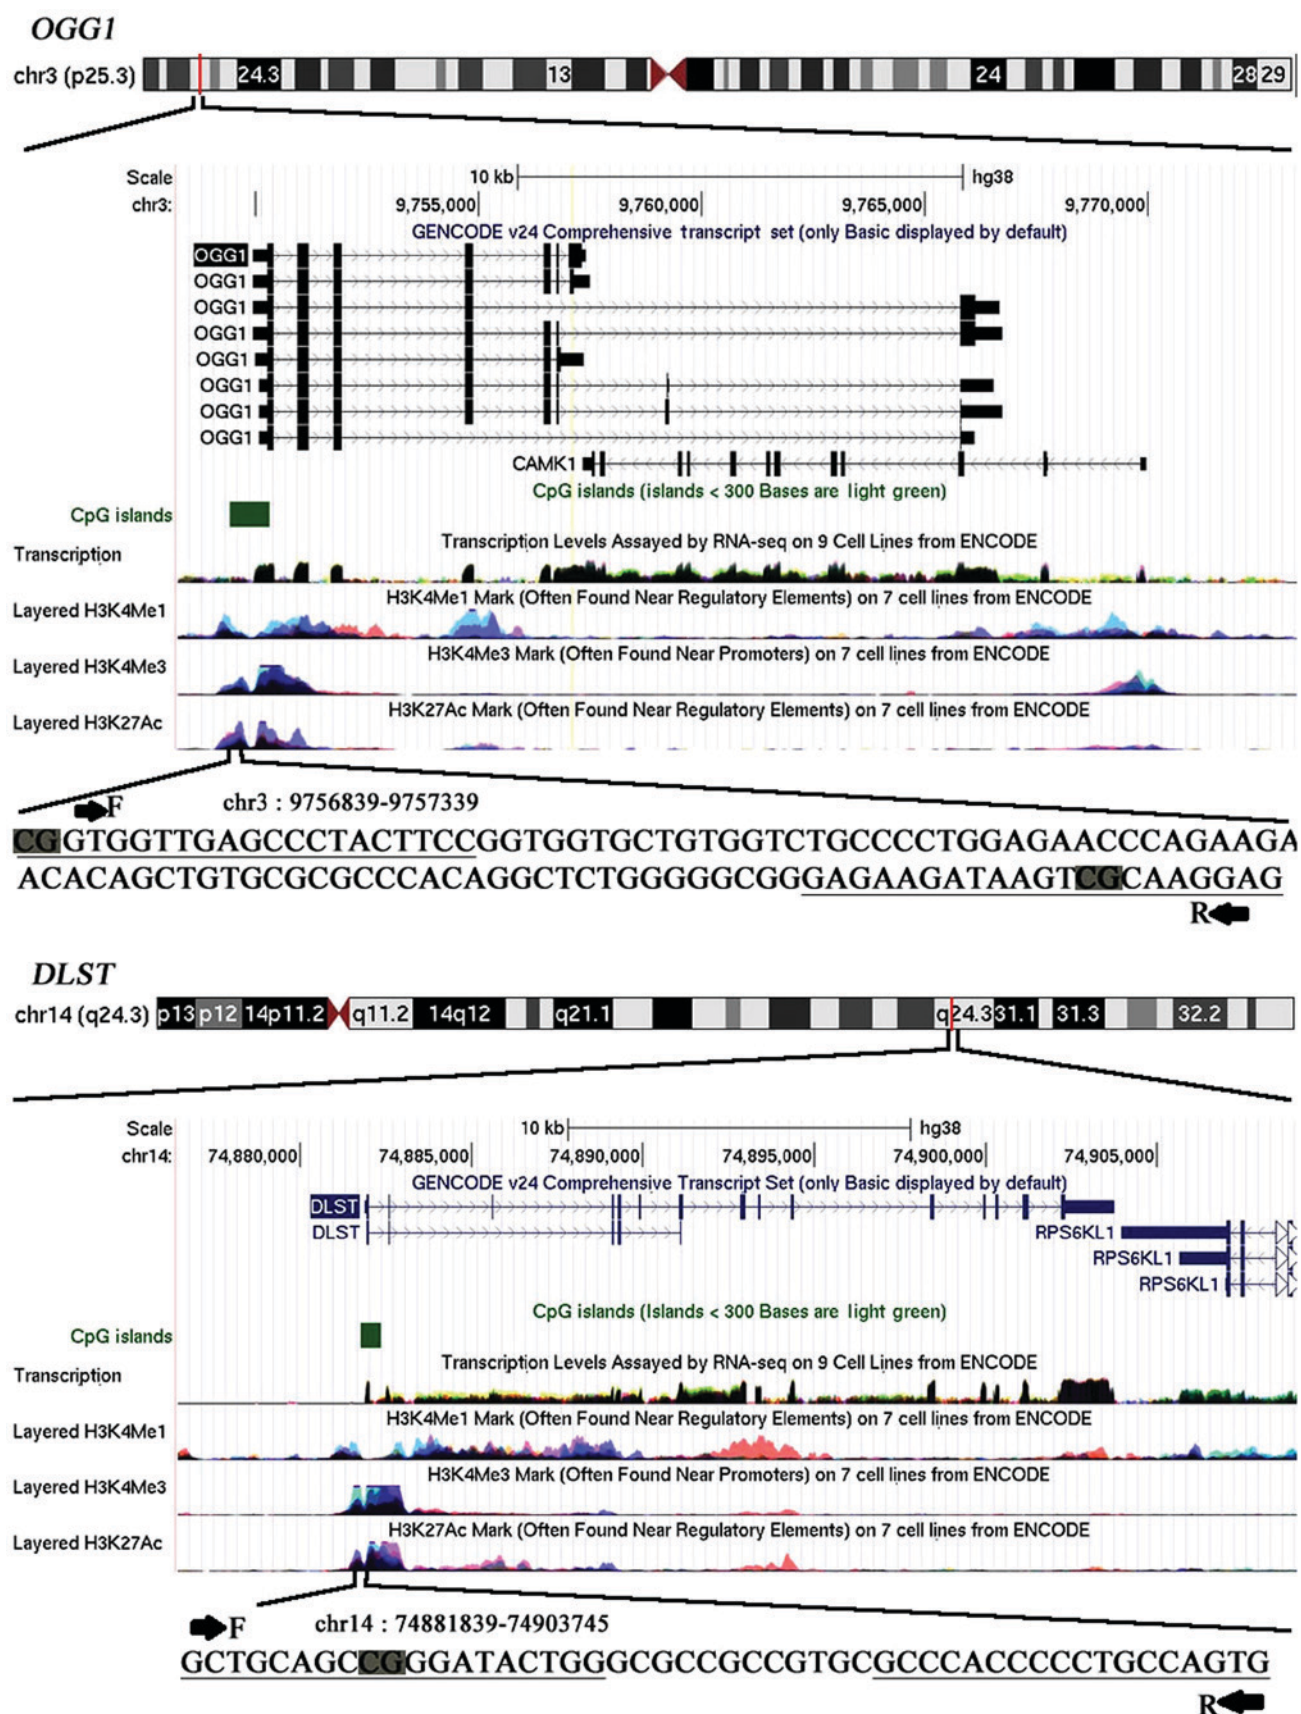 OGG1
chr3 (p25.3) 24.3 13 24 28 29
Scale 10 kb hg38
chr3: 9,755,000 9,760,000 9,765,000 9,770,000
GENCODE v24 Comprehensive transcript set (only Basic displayed by default)
OGG1
OGG1
OGG1
OGG1
OGG1
OGG1
OGG1
OGG1
CAMK1
CpG islands (islands < 300 Bases are light green)
CpG islands
Transcription Levels Assayed by RNA-seq on 9 Cell Lines from ENCODE
Transcription
H3K4Me1 Mark (Often Found Near Regulatory Elements) on 7 cell lines from ENCODE
Layered H3K4Me1
H3K4Me3 Mark (Often Found Near Promoters) on 7 cell lines from ENCODE
Layered H3K4Me3
H3K27Ac Mark (Often Found Near Regulatory Elements) on 7 cell lines from ENCODE
Layered H3K27Ac
F chr3 : 9756839-9757339
CGGTGGTTGAGCCCTACTTCCGGTGGTGCTGTGGTCTGCCCCTGGAGAACCCAGAAGA
ACACAGCTGTGCGCGCCCACAGGCTCTGGGGGCGGGAGAAGATAAGTCGCAAGGAG
R
DLST
chr14 (q24.3) p13 p12 14p11.2 q11.2 14q12 q21.1 q24.3 31.1 31.3 32.2
Scale 10 kb hg38
chr14: 74,880,000 74,885,000 74,890,000 74,895,000 74,900,000 74,905,000
GENCODE v24 Comprehensive Transcript Set (only Basic displayed by default)
DLST
DLST RPS6KL1
RPS6KL1
RPS6KL1
CpG islands (Islands < 300 Bases are light green)
CpG islands
Transcription Levels Assayed by RNA-seq on 9 Cell Lines from ENCODE
Transcription
H3K4Me1 Mark (Often Found Near Regulatory Elements) on 7 cell lines from ENCODE
Layered H3K4Me1
H3K4Me3 Mark (Often Found Near Promoters) on 7 cell lines from ENCODE
Layered H3K4Me3
H3K27Ac Mark (Often Found Near Regulatory Elements) on 7 cell lines from ENCODE
Layered H3K27Ac
F chr14 : 74881839-74903745
GCTGCAGCCGGGATACTGGGCGCCGCCGTGCGCCCACCCCCTGCCAGTG
R